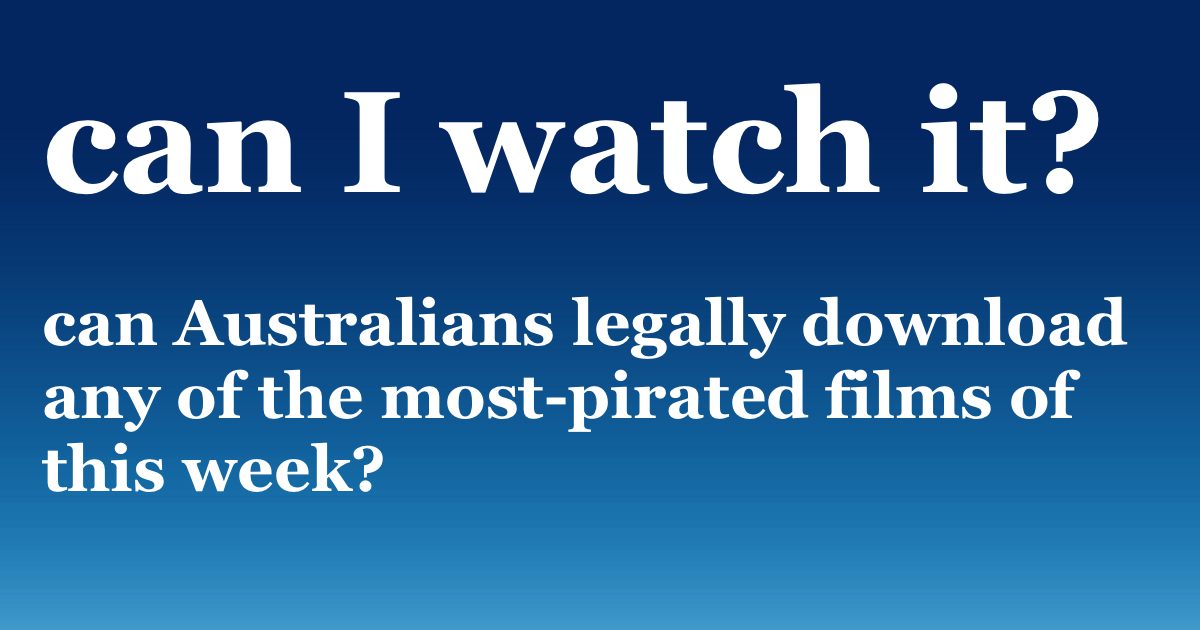 can I watch it?
can Australians legally download
any of the most-pirated films of
this week?